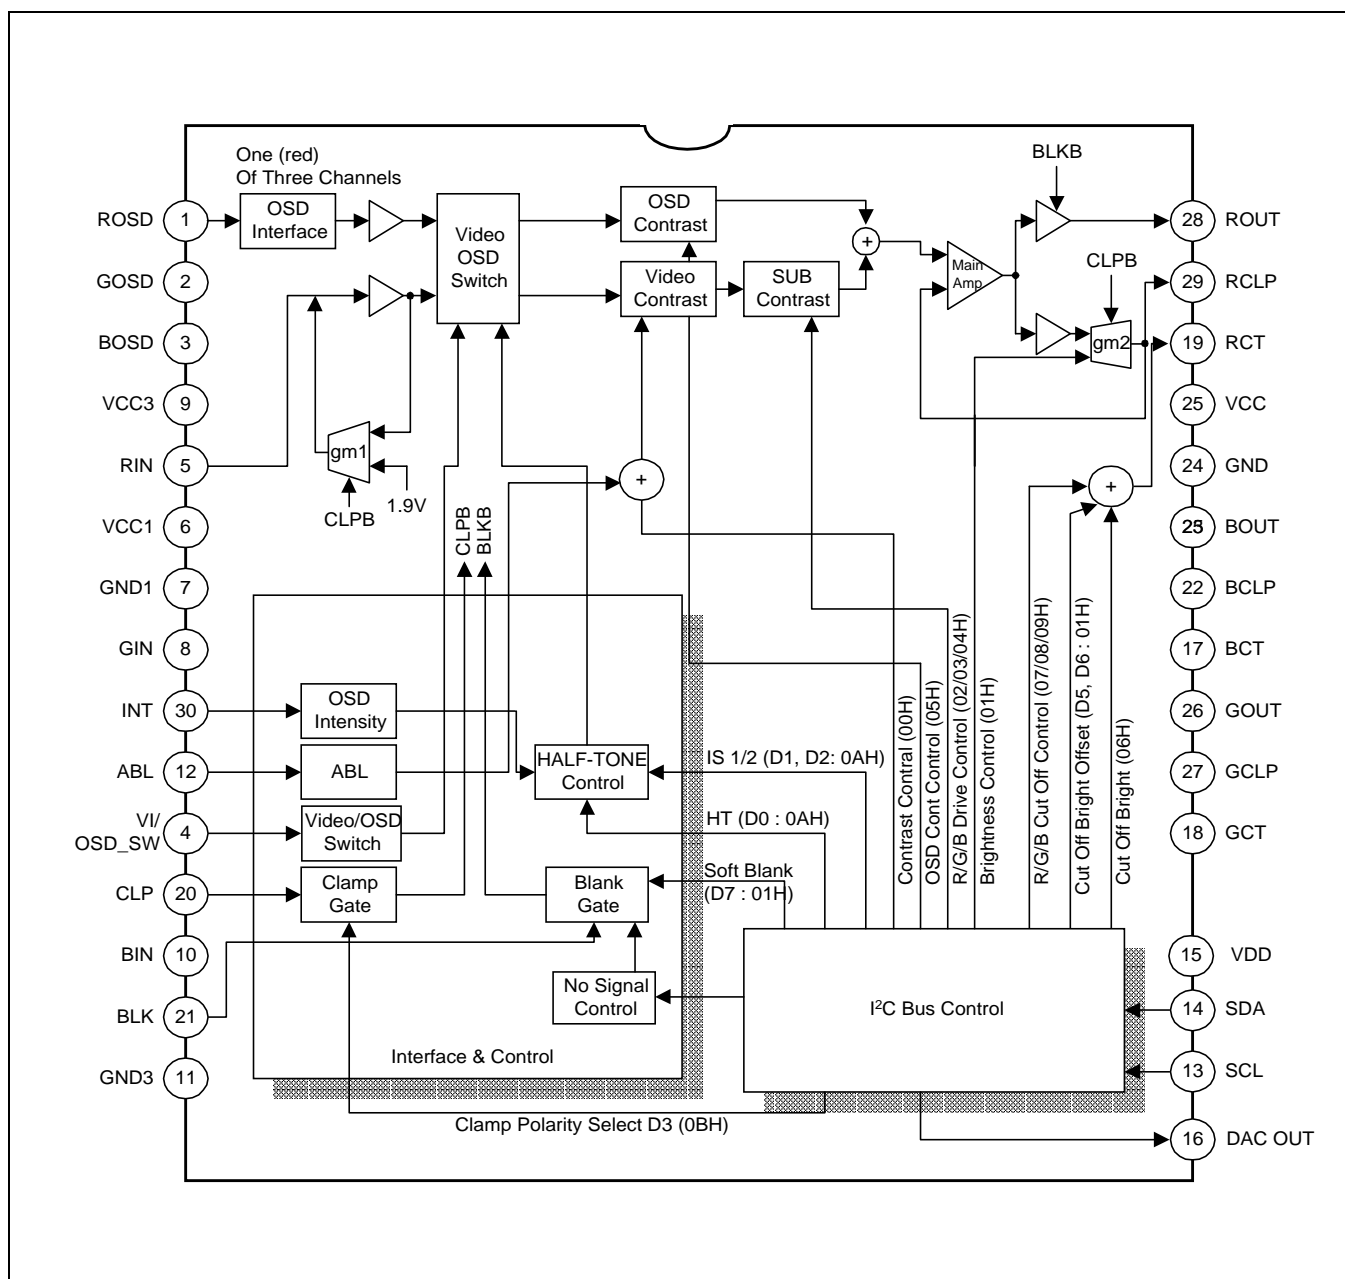 One (red)
Of Three Channels
BLKB
ROSD
1
OSD
Interface
Video
OSD
Switch
OSD
Contrast
+
Main
Amp
28
ROUT
GOSD
2
Video
Contrast
SUB
Contrast
CLPB
29
RCLP
BOSD
3
gm2
19
RCT
VCC3
9
25
VCC
RIN
5
gm1
1.9V
CLPB
+
+
24
GND
VCC1
6
CLPB
BLKB
BOUT
GND1
7
22
BCLP
GIN
8
17
BCT
INT
30
OSD
Intensity
26
GOUT
ABL
12
ABL
HALF-TONE
Control
IS 1/2 (D1, D2: 0AH)
27
GCLP
VI/
OSD_SW
4
Video/OSD
Switch
HT (D0 : 0AH)
18
GCT
Contrast Contral (00H)
OSD Cont Control (05H)
R/G/B Drive Control (02/03/04H)
Brightness Control (01H)
R/G/B Cut Off Control (07/08/09H)
Cut Off Bright Offset (D5, D6 : 01H)
Cut Off Bright (06H)
CLP
20
Clamp
Gate
Blank
Gate
Soft Blank
(D7 : 01H)
BIN
10
15
VDD
BLK
21
No Signal
Control
I²C Bus Control
14
SDA
Interface & Control
GND3
11
13
SCL
Clamp Polarity Select D3 (0BH)
16
DAC OUT